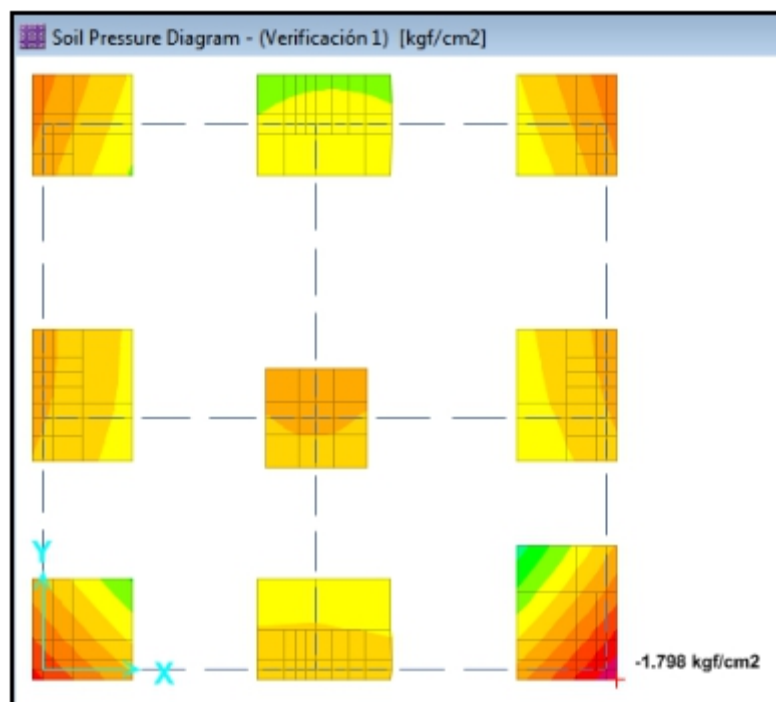 Soil Pressure Diagram - (Verificación 1) [kgf/cm2]
Y
X
-1.798 kgf/cm2